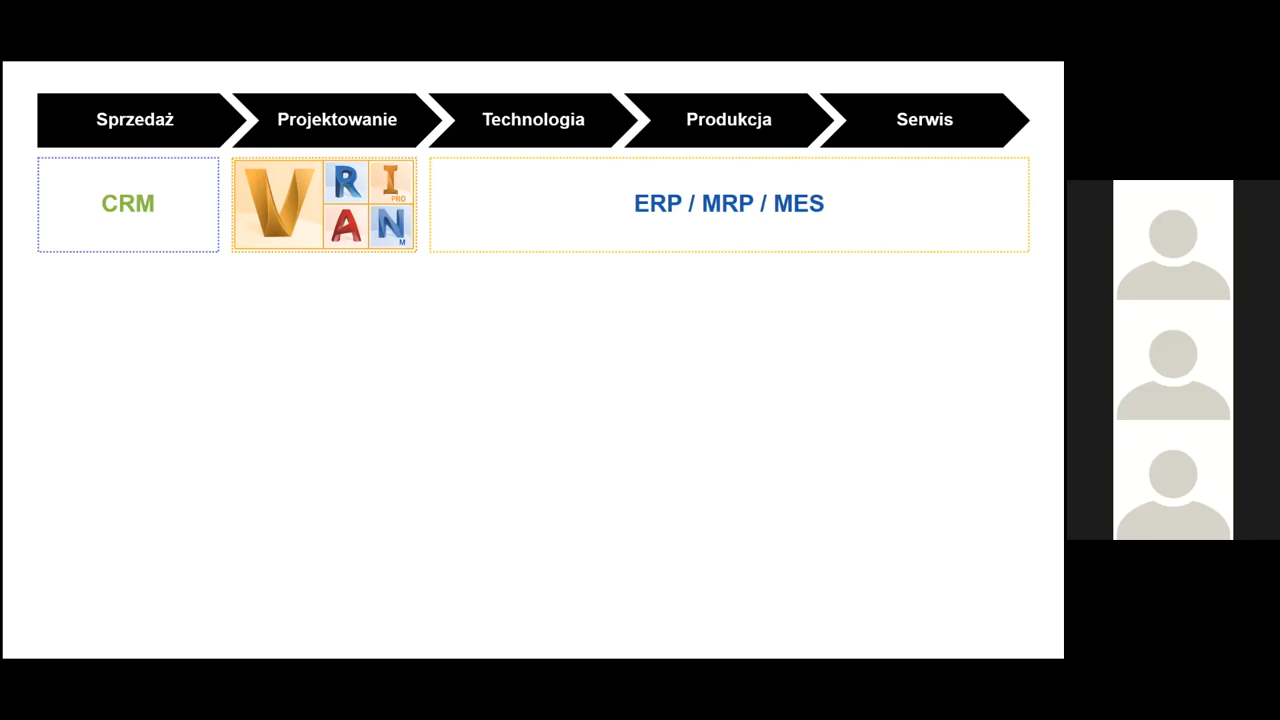 Sprzedaż
Projektowanie
Technologia
Produkcja
Serwis
CRM
V
R
I
PRO
A
N
M
ERP / MRP / MES